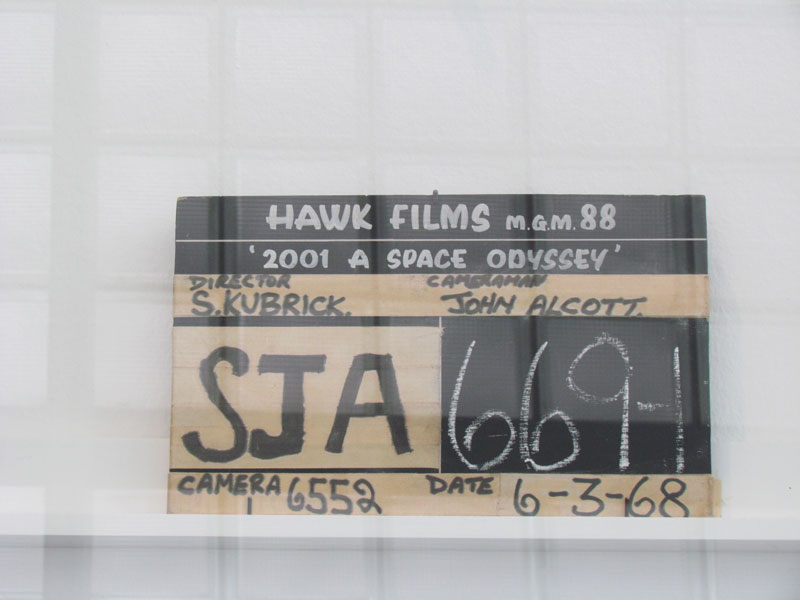 HAWK FILMS M.G.M. 88
'2001 A SPACE ODYSSEY'
DIRECTOR CAMERAMAN
S. KUBRICK. JOHN ALCOTT.
SJA 669-1
CAMERA 6552 DATE 6-3-68